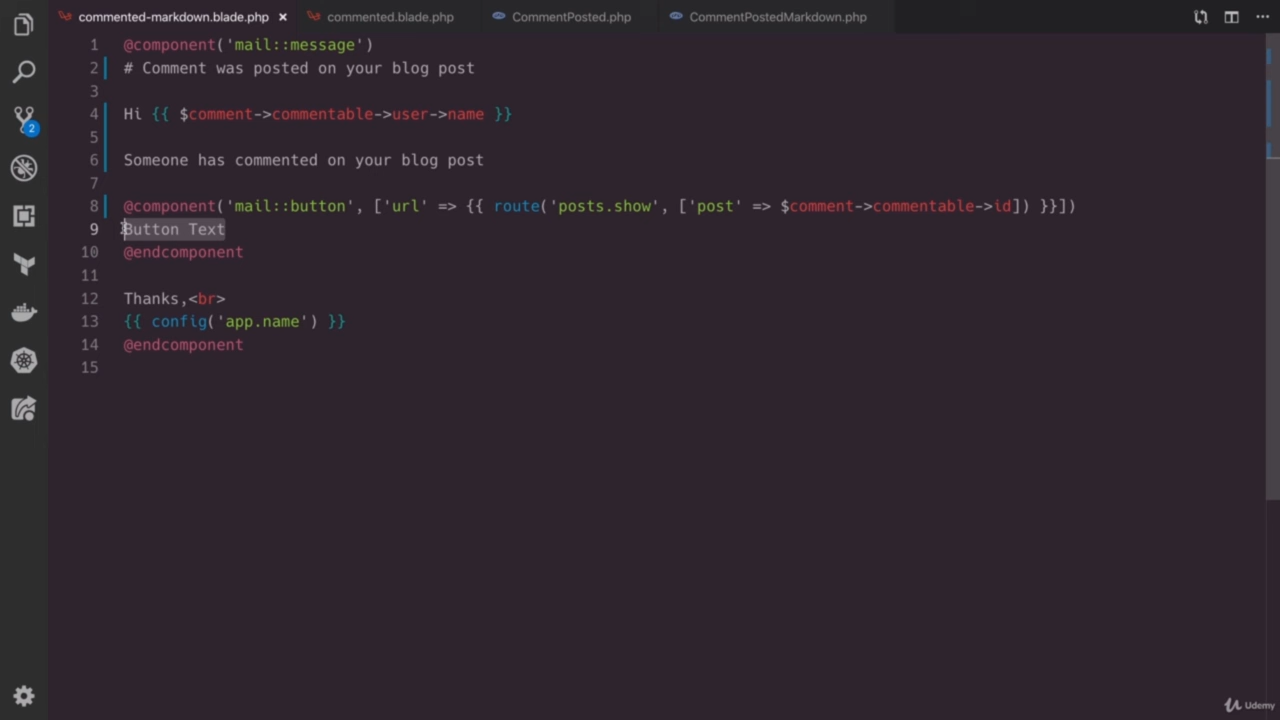 commented-markdown.blade.php × commented.blade.php CommentPosted.php CommentPostedMarkdown.php
1 @component('mail::message')
2 # Comment was posted on your blog post
3
4 Hi {{ $comment->commentable->user->name }}
5
6 Someone has commented on your blog post
7
8 @component('mail::button', ['url' => {{ route('posts.show', ['post' => $comment->commentable->id]) }}])
9 Button Text
10 @endcomponent
11
12 Thanks,<br>
13 {{ config('app.name') }}
14 @endcomponent
15
2
Udemy